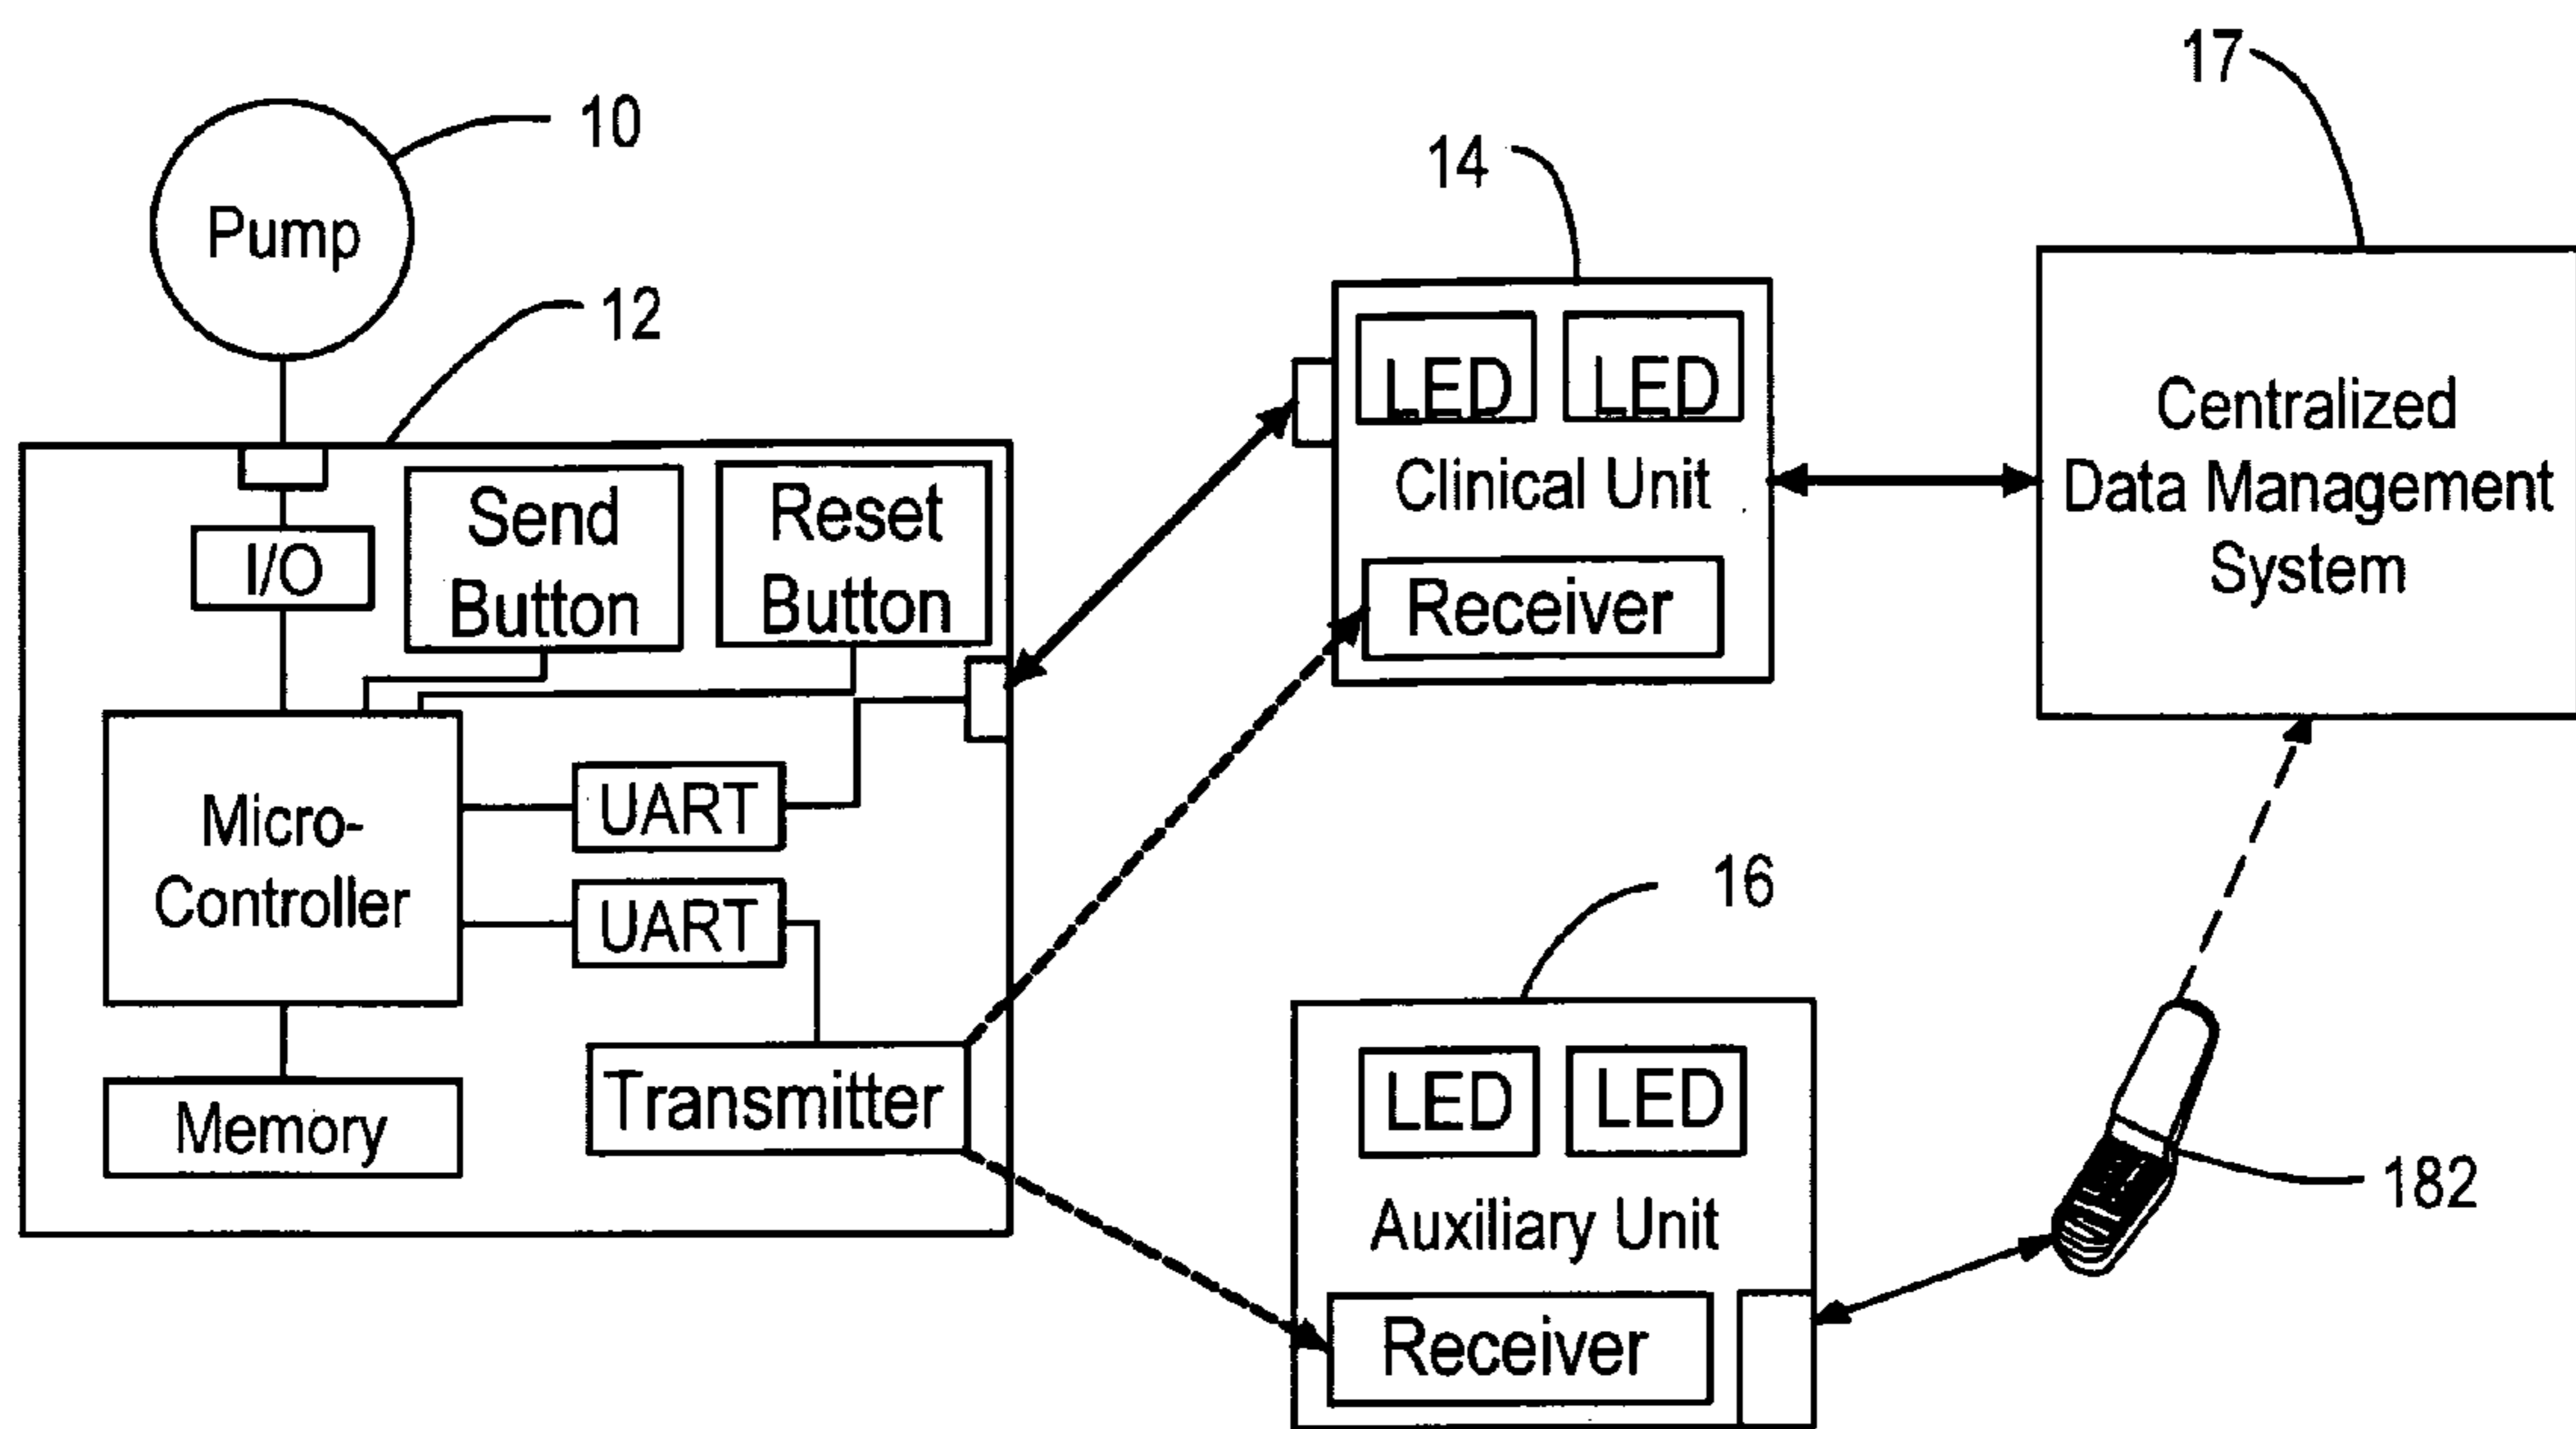 17
10
14
Pump
12
LED LED
Centralized
Data Management
System
Send
Button
Reset
Button
Clinical Unit
I/O
Receiver
Micro-
Controller
UART
UART
16
Transmitter
LED LED
Memory
182
Auxiliary Unit
Receiver